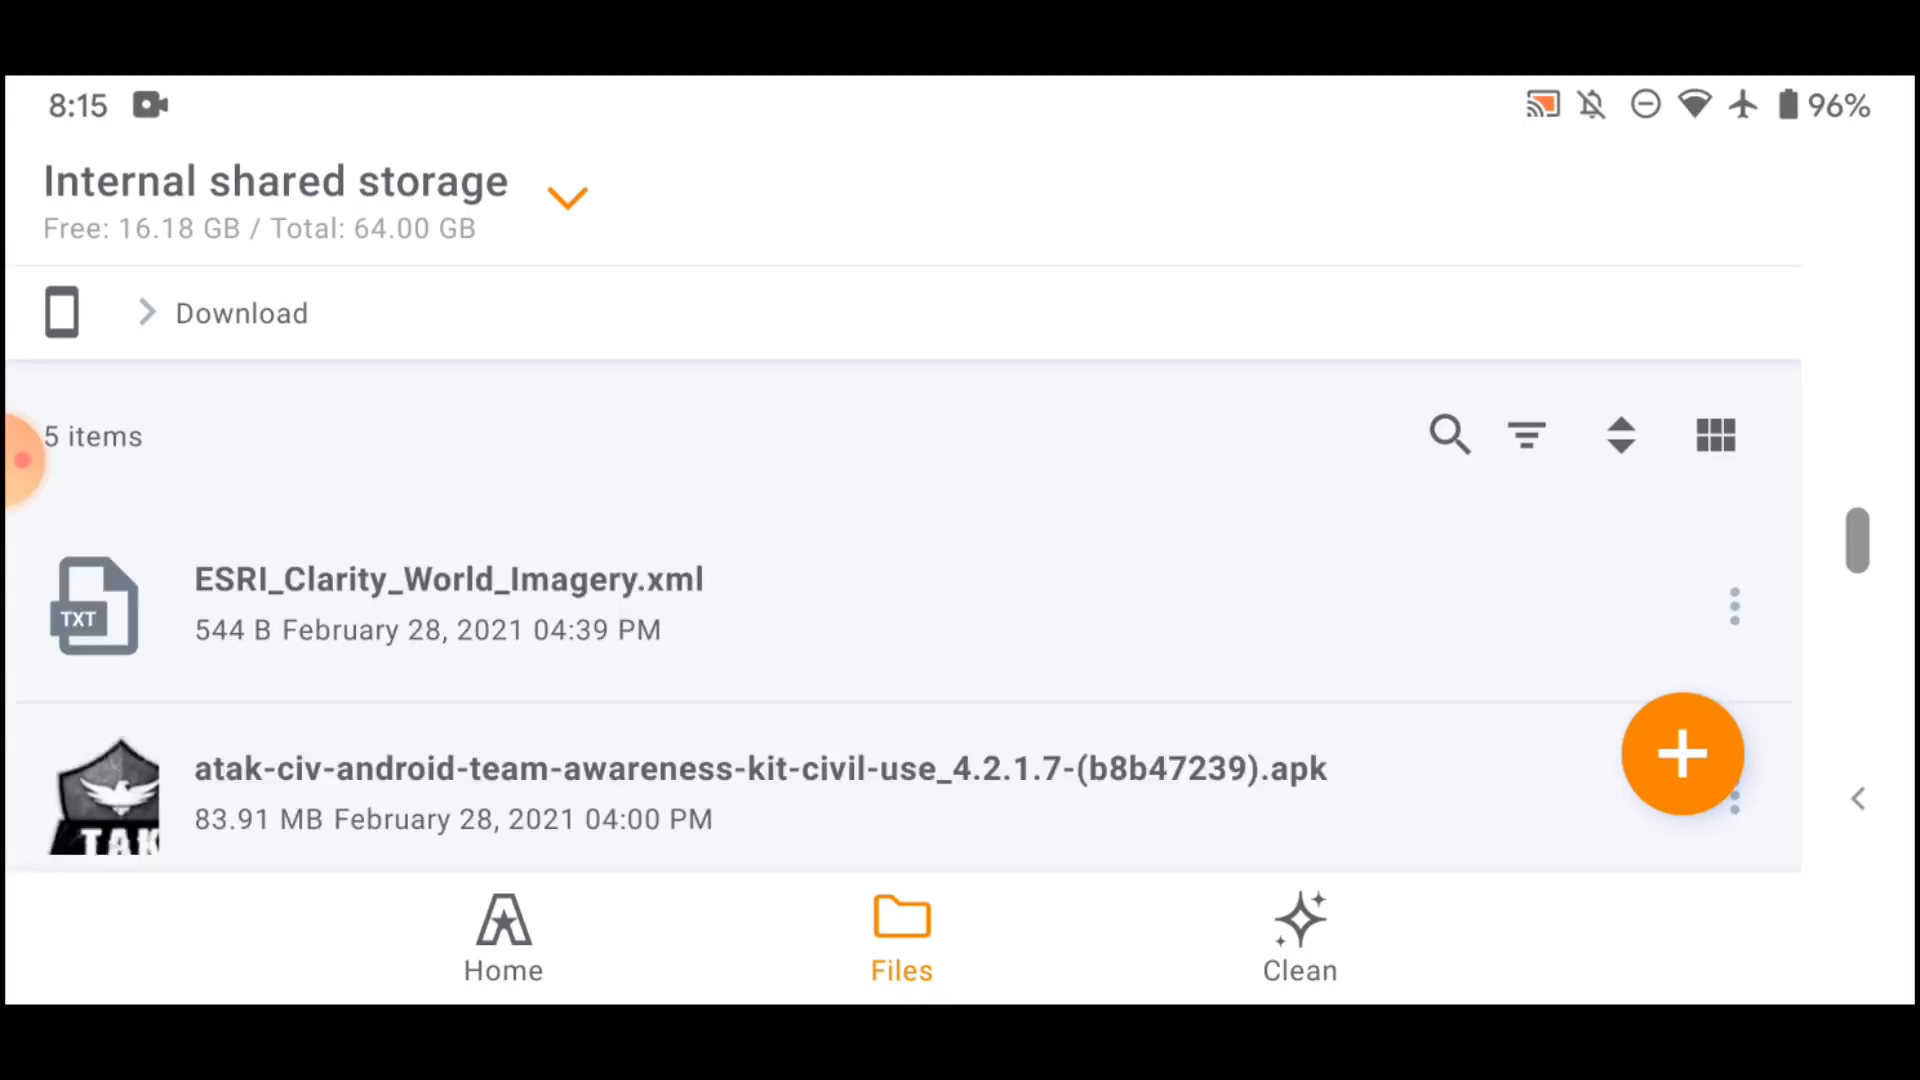 8:15
96%
Internal shared storage
Free: 16.18 GB / Total: 64.00 GB
Download
5 items
TXT
ESRI_Clarity_World_Imagery.xml
544 B February 28, 2021 04:39 PM
TAK
atak-civ-android-team-awareness-kit-civil-use_4.2.1.7-(b8b47239).apk
83.91 MB February 28, 2021 04:00 PM
Home
Files
Clean